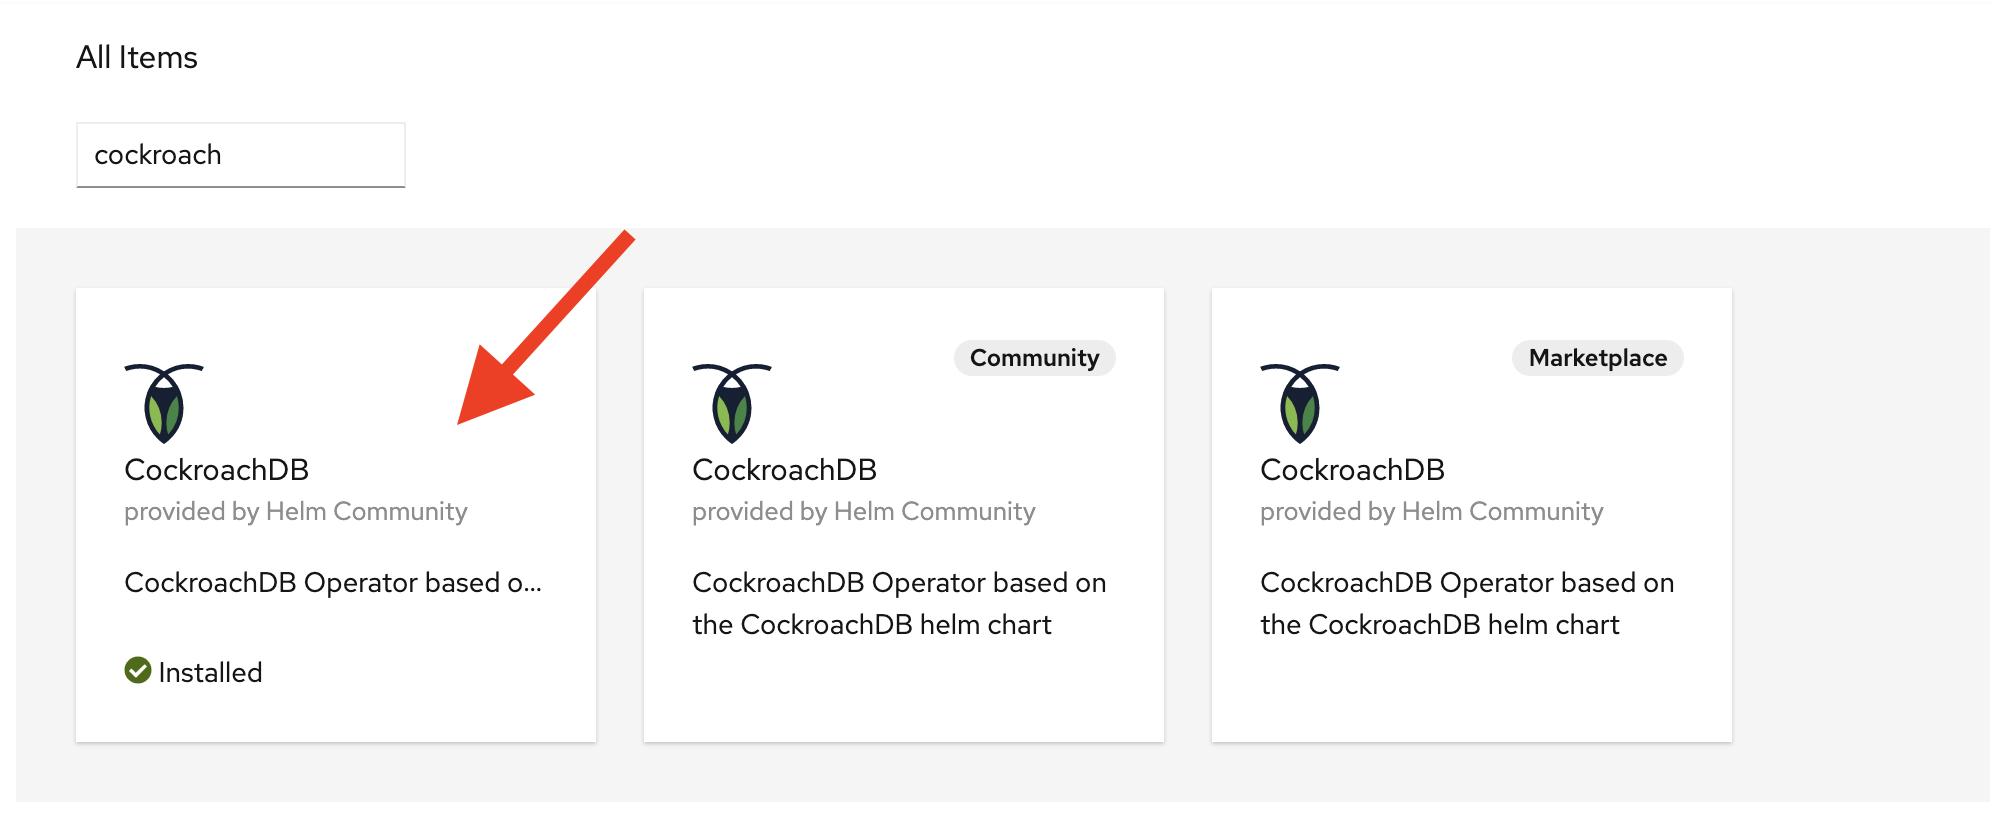 All Items
cockroach
CockroachDB
provided by Helm Community
CockroachDB Operator based o...
Installed
Community
CockroachDB
provided by Helm Community
CockroachDB Operator based on
the CockroachDB helm chart
Marketplace
CockroachDB
provided by Helm Community
CockroachDB Operator based on
the CockroachDB helm chart